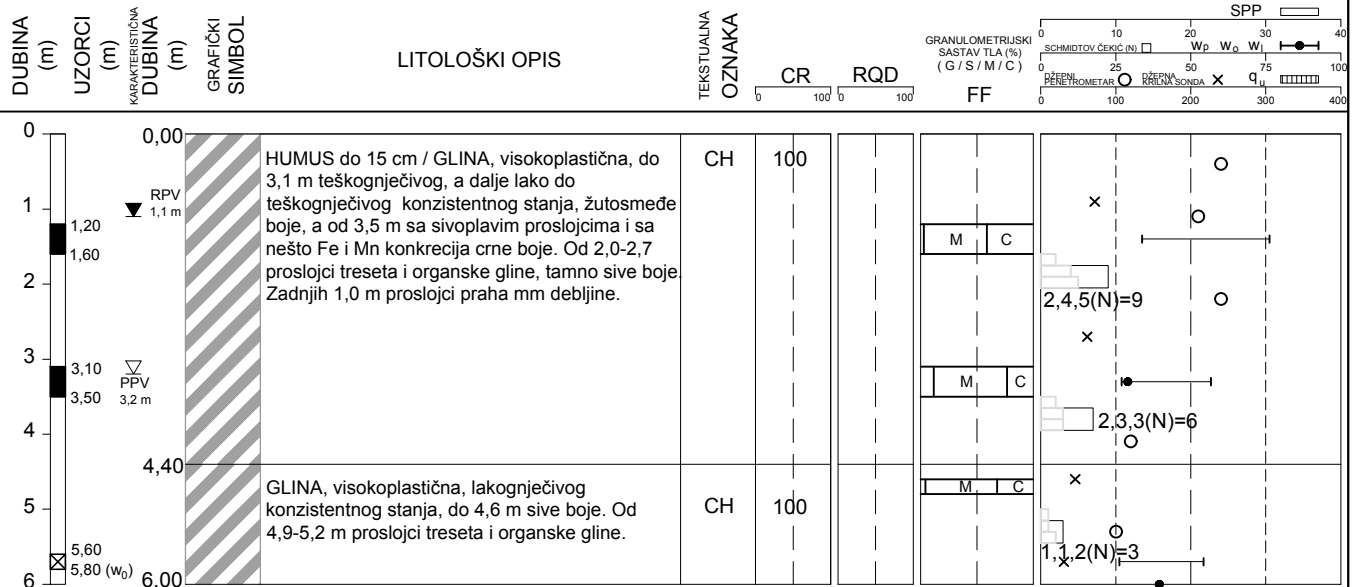 DUBINA (m)
UZORCI (m)
KARAKTERISTIČNA DUBINA (m)
GRAFIČKI SIMBOL
LITOLOŠKI OPIS
TEKSTUALNA OZNAKA
CR
0 100
RQD
0 100
GRANULOMETRIJSKI
SASTAV TLA (%)
( G / S / M / C )
FF
SPP
0 10 20 30 40
SCHMIDTOV ČEKIĆ (N) wp wo wl
0 25 50 75 100
DŽEPNI PENETROMETAR DŽEPNA KRILNA SONDA qu
0 100 200 300 400
0
1
2
3
4
5
6
1,20
1,60
3,10
3,50
5,60
5,80 (w0)
0,00
RPV
1,1 m
PPV
3,2 m
4,40
6,00
HUMUS do 15 cm / GLINA, visokoplastična, do
3,1 m teškognječivog, a dalje lako do
teškognječivog konzistentnog stanja, žutosmeđe
boje, a od 3,5 m sa sivoplavim proslojcima i sa
nešto Fe i Mn konkrecija crne boje. Od 2,0-2,7
proslojci treseta i organske gline, tamno sive boje.
Zadnjih 1,0 m proslojci praha mm debljine.
CH
100
M C
2,4,5(N)=9
M C
2,3,3(N)=6
GLINA, visokoplastična, lakognječivog
konzistentnog stanja, do 4,6 m sive boje. Od
4,9-5,2 m proslojci treseta i organske gline.
CH
100
M C
1,1,2(N)=3